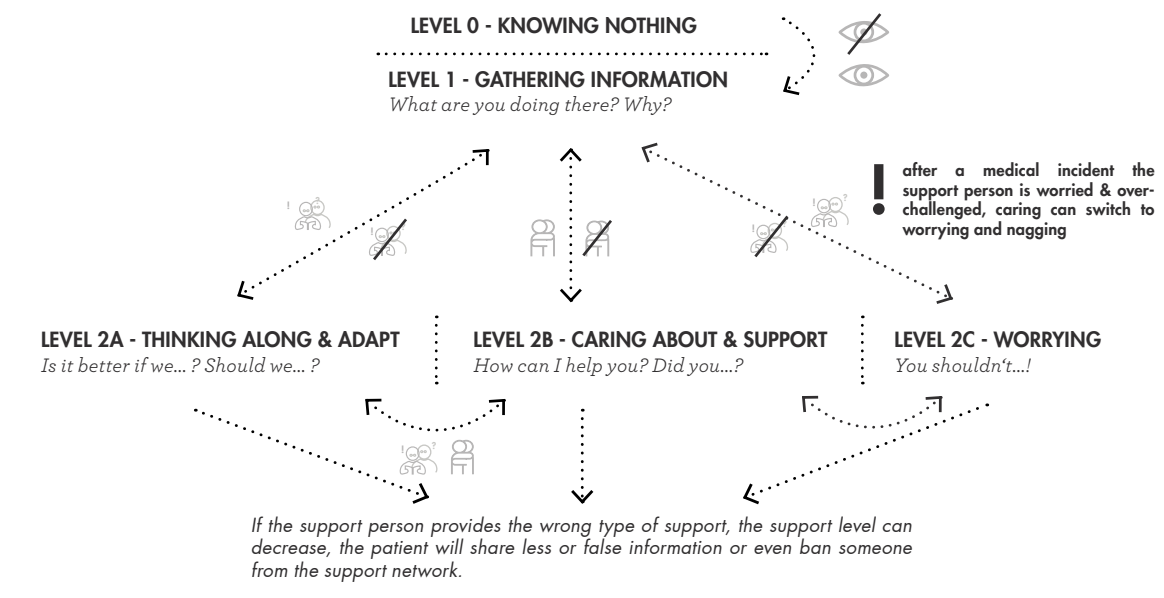 LEVEL 0 - KNOWING NOTHING
LEVEL 1 - GATHERING INFORMATION
What are you doing there? Why?
! ?
! ?
! after a medical incident the
support person is worried & over-
challenged, caring can switch to
worrying and nagging
LEVEL 2A - THINKING ALONG & ADAPT
Is it better if we... ? Should we... ?
LEVEL 2B - CARING ABOUT & SUPPORT
How can I help you? Did you...?
LEVEL 2C - WORRYING
You shouldn‘t...!
! ?
If the support person provides the wrong type of support, the support level can
decrease, the patient will share less or false information or even ban someone
from the support network.